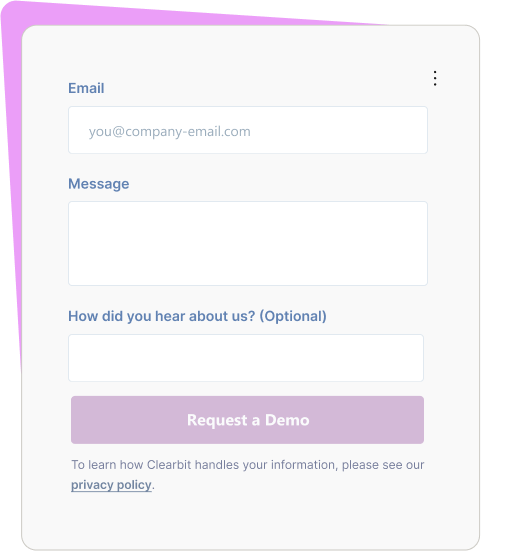 Email
you@company-email.com
Message
How did you hear about us? (Optional)
Request a Demo
To learn how Clearbit handles your information, please see our
privacy policy.